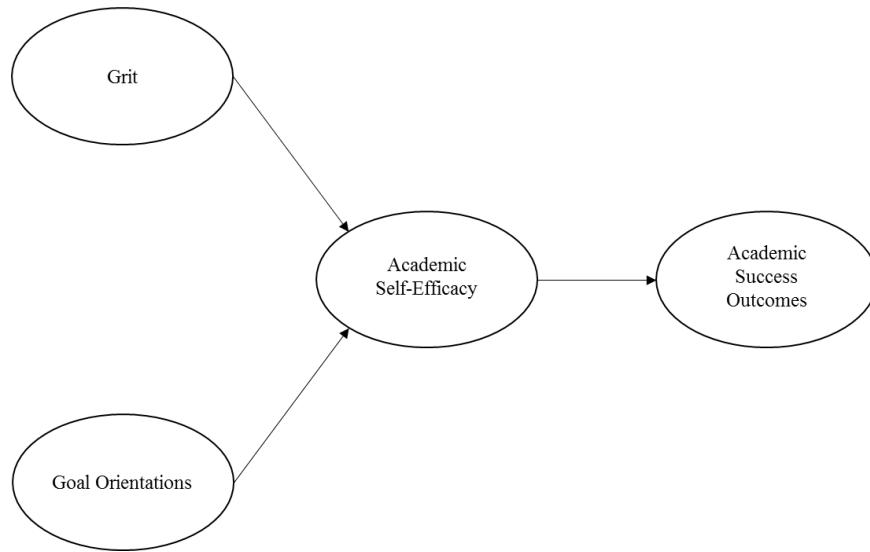 Grit
Academic
Self-Efficacy
Academic
Success
Outcomes
Goal Orientations